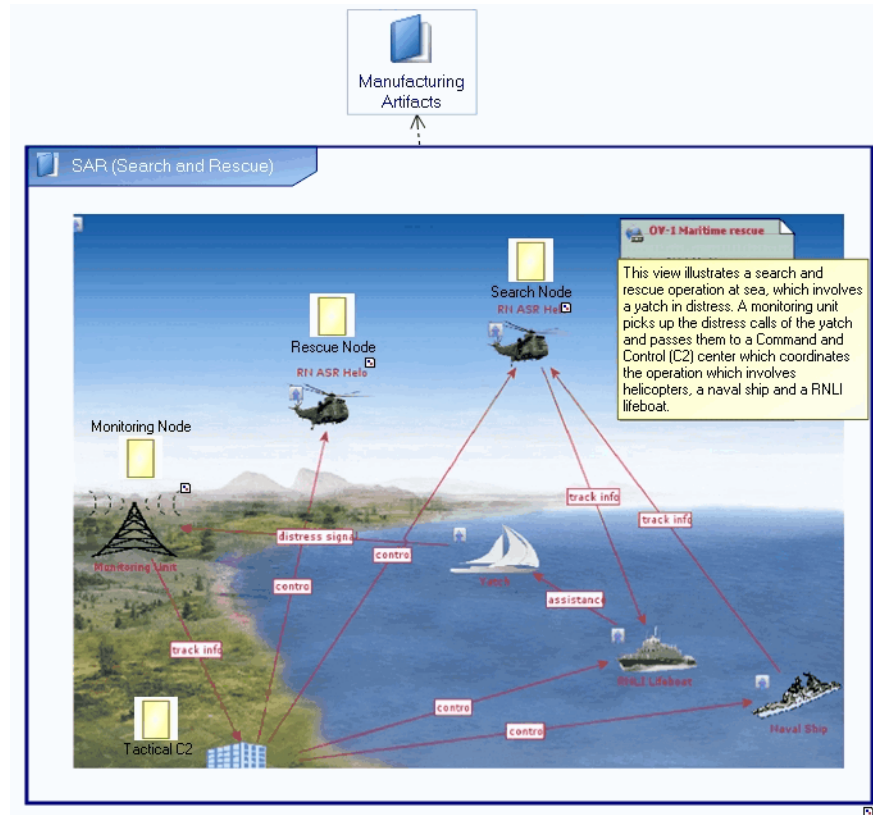 Manufacturing
Artifacts
SAR (Search and Rescue)
OV-1 Maritime rescue
This view illustrates a search and
rescue operation at sea, which involves
a yatch in distress. A monitoring unit
picks up the distress calls of the yatch
and passes them to a Command and
Control (C2) center which coordinates
the operation which involves
helicopters, a naval ship and a RNLI
lifeboat.
Search Node
RN ASR Helo
Rescue Node
RN ASR Helo
Monitoring Node
Monitoring Unit
track info
track info
distress signal
contro
contro
Yatch
assistance
track info
RNLI Lifeboat
contro
contro
Naval Ship
Tactical C2